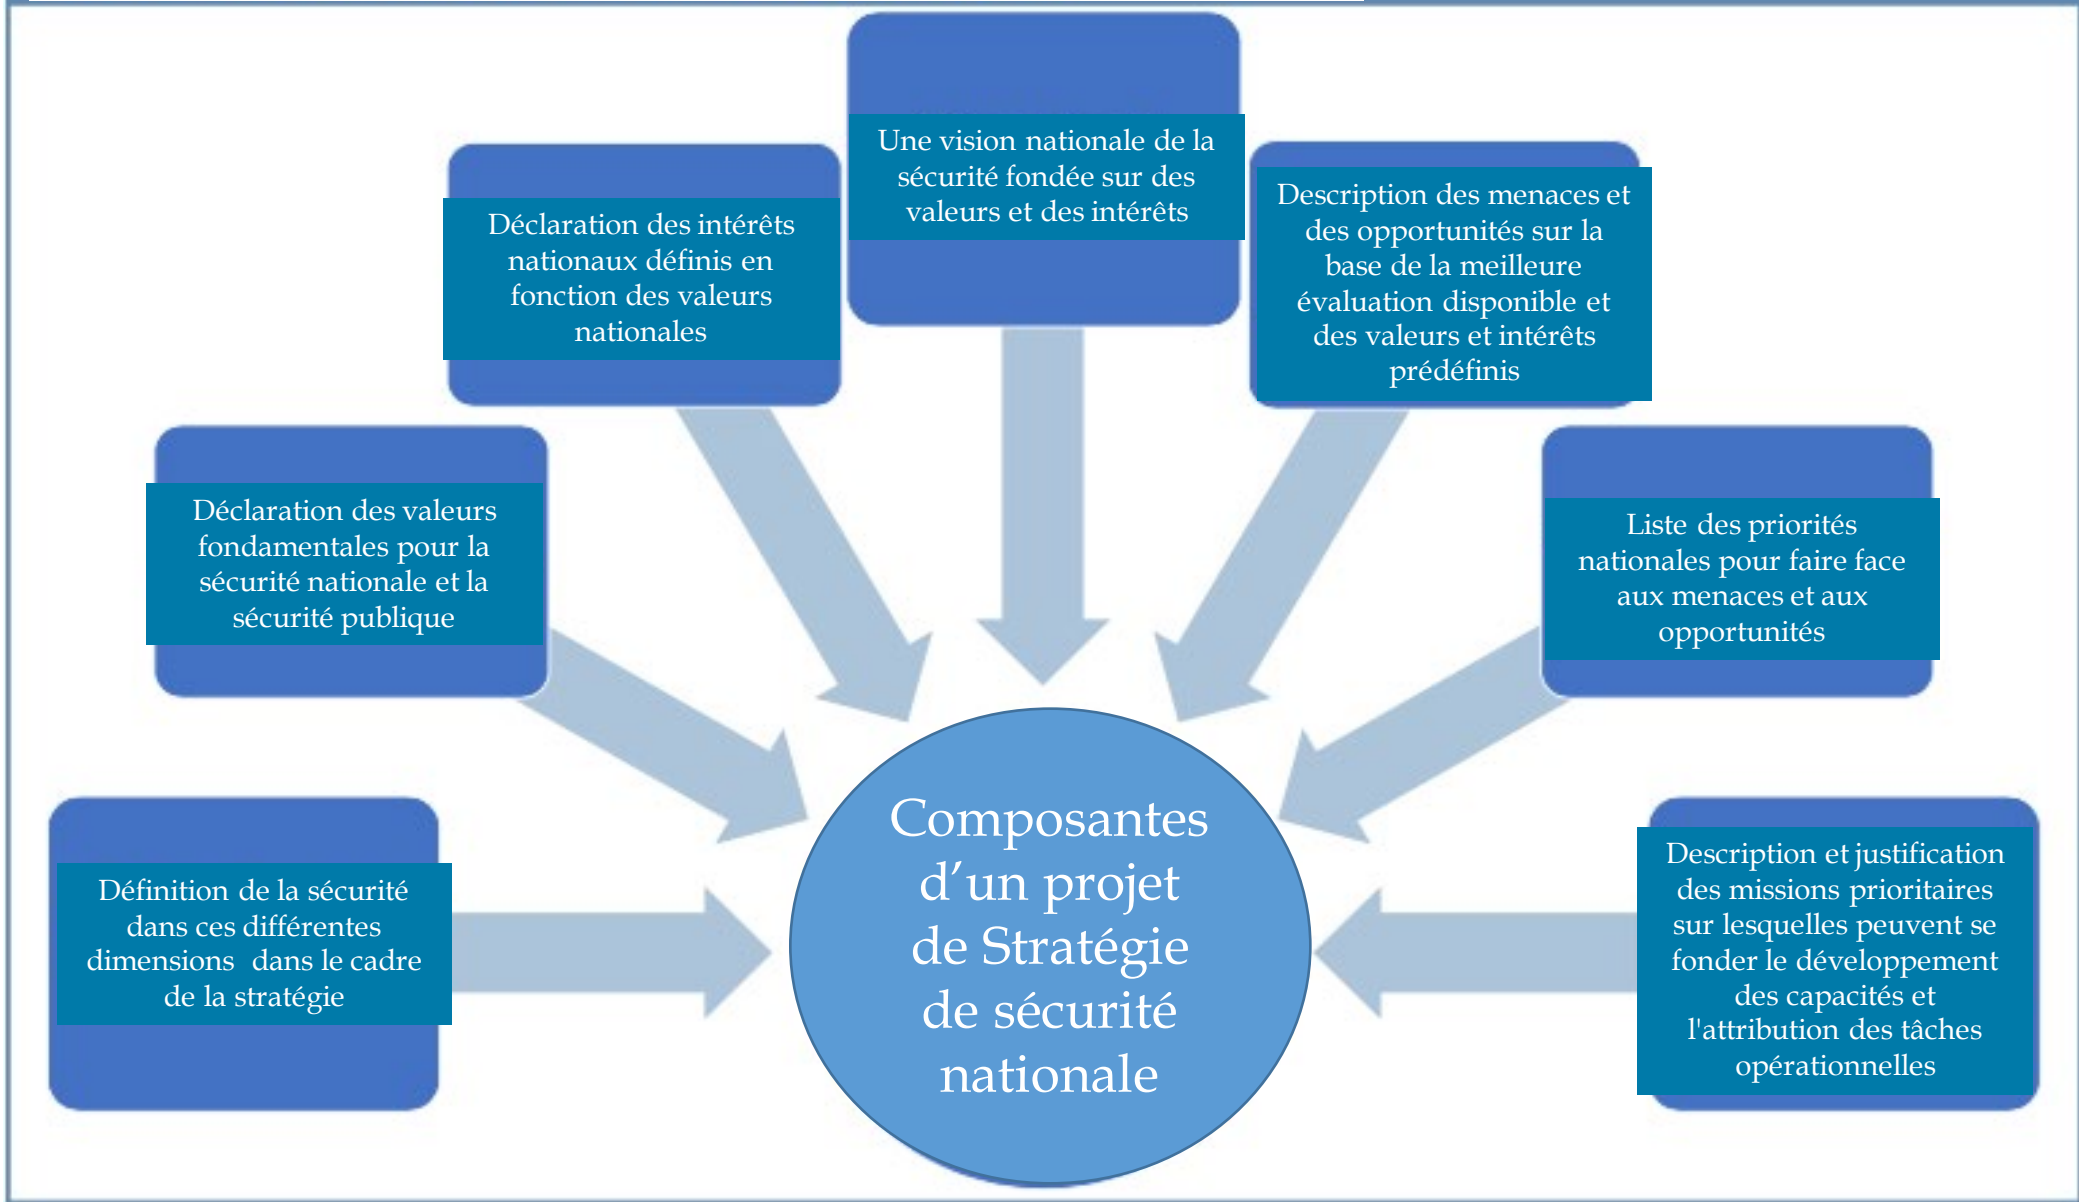 Une vision nationale de la
sécurité fondée sur des
valeurs et des intérêts
Déclaration des intérêts
nationaux définis en
fonction des valeurs
nationales
Description des menaces et
des opportunités sur la
base de la meilleure
évaluation disponible et
des valeurs et intérêts
prédéfinis
Déclaration des valeurs
fondamentales pour la
sécurité nationale et la
sécurité publique
Liste des priorités
nationales pour faire face
aux menaces et aux
opportunités
Définition de la sécurité
dans ces différentes
dimensions dans le cadre
de la stratégie
Composantes
d’un projet
de Stratégie
de sécurité
nationale
Description et justification
des missions prioritaires
sur lesquelles peuvent se
fonder le développement
des capacités et
l'attribution des tâches
opérationnelles